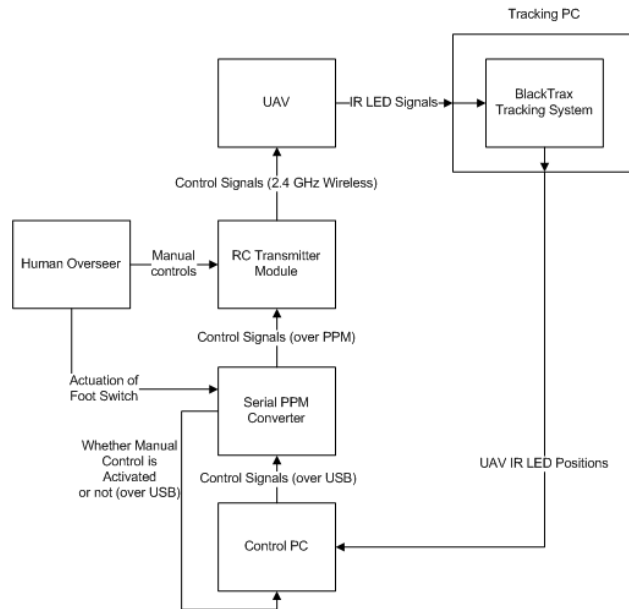 Tracking PC
UAV
IR LED Signals
BlackTrax
Tracking System
Control Signals (2.4 GHz Wireless)
Human Overseer
Manual
controls
RC Transmitter
Module
Control Signals (over PPM)
Actuation of
Foot Switch
Serial PPM
Converter
Whether Manual
Control is
Activated
or not (over USB)
Control Signals (over USB)
UAV IR LED Positions
Control PC